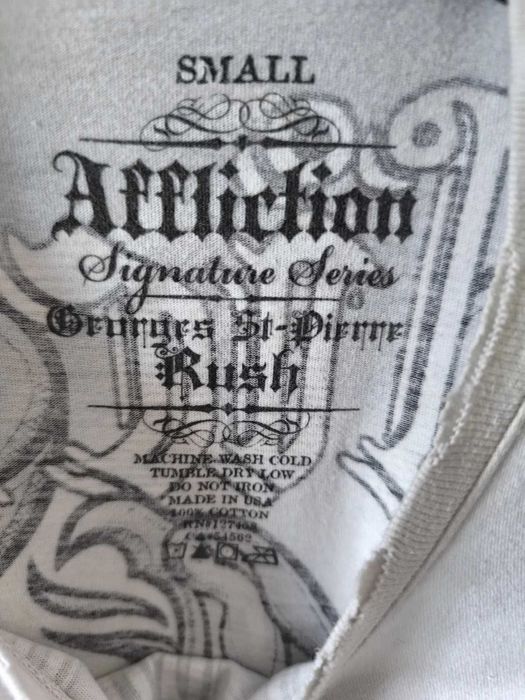 SMALL
Affliction
Signature Series
Georges St-Pierre
Rush
MACHINE WASH COLD
TUMBLE DRY LOW
DO NOT IRON
MADE IN USA
100% COTTON